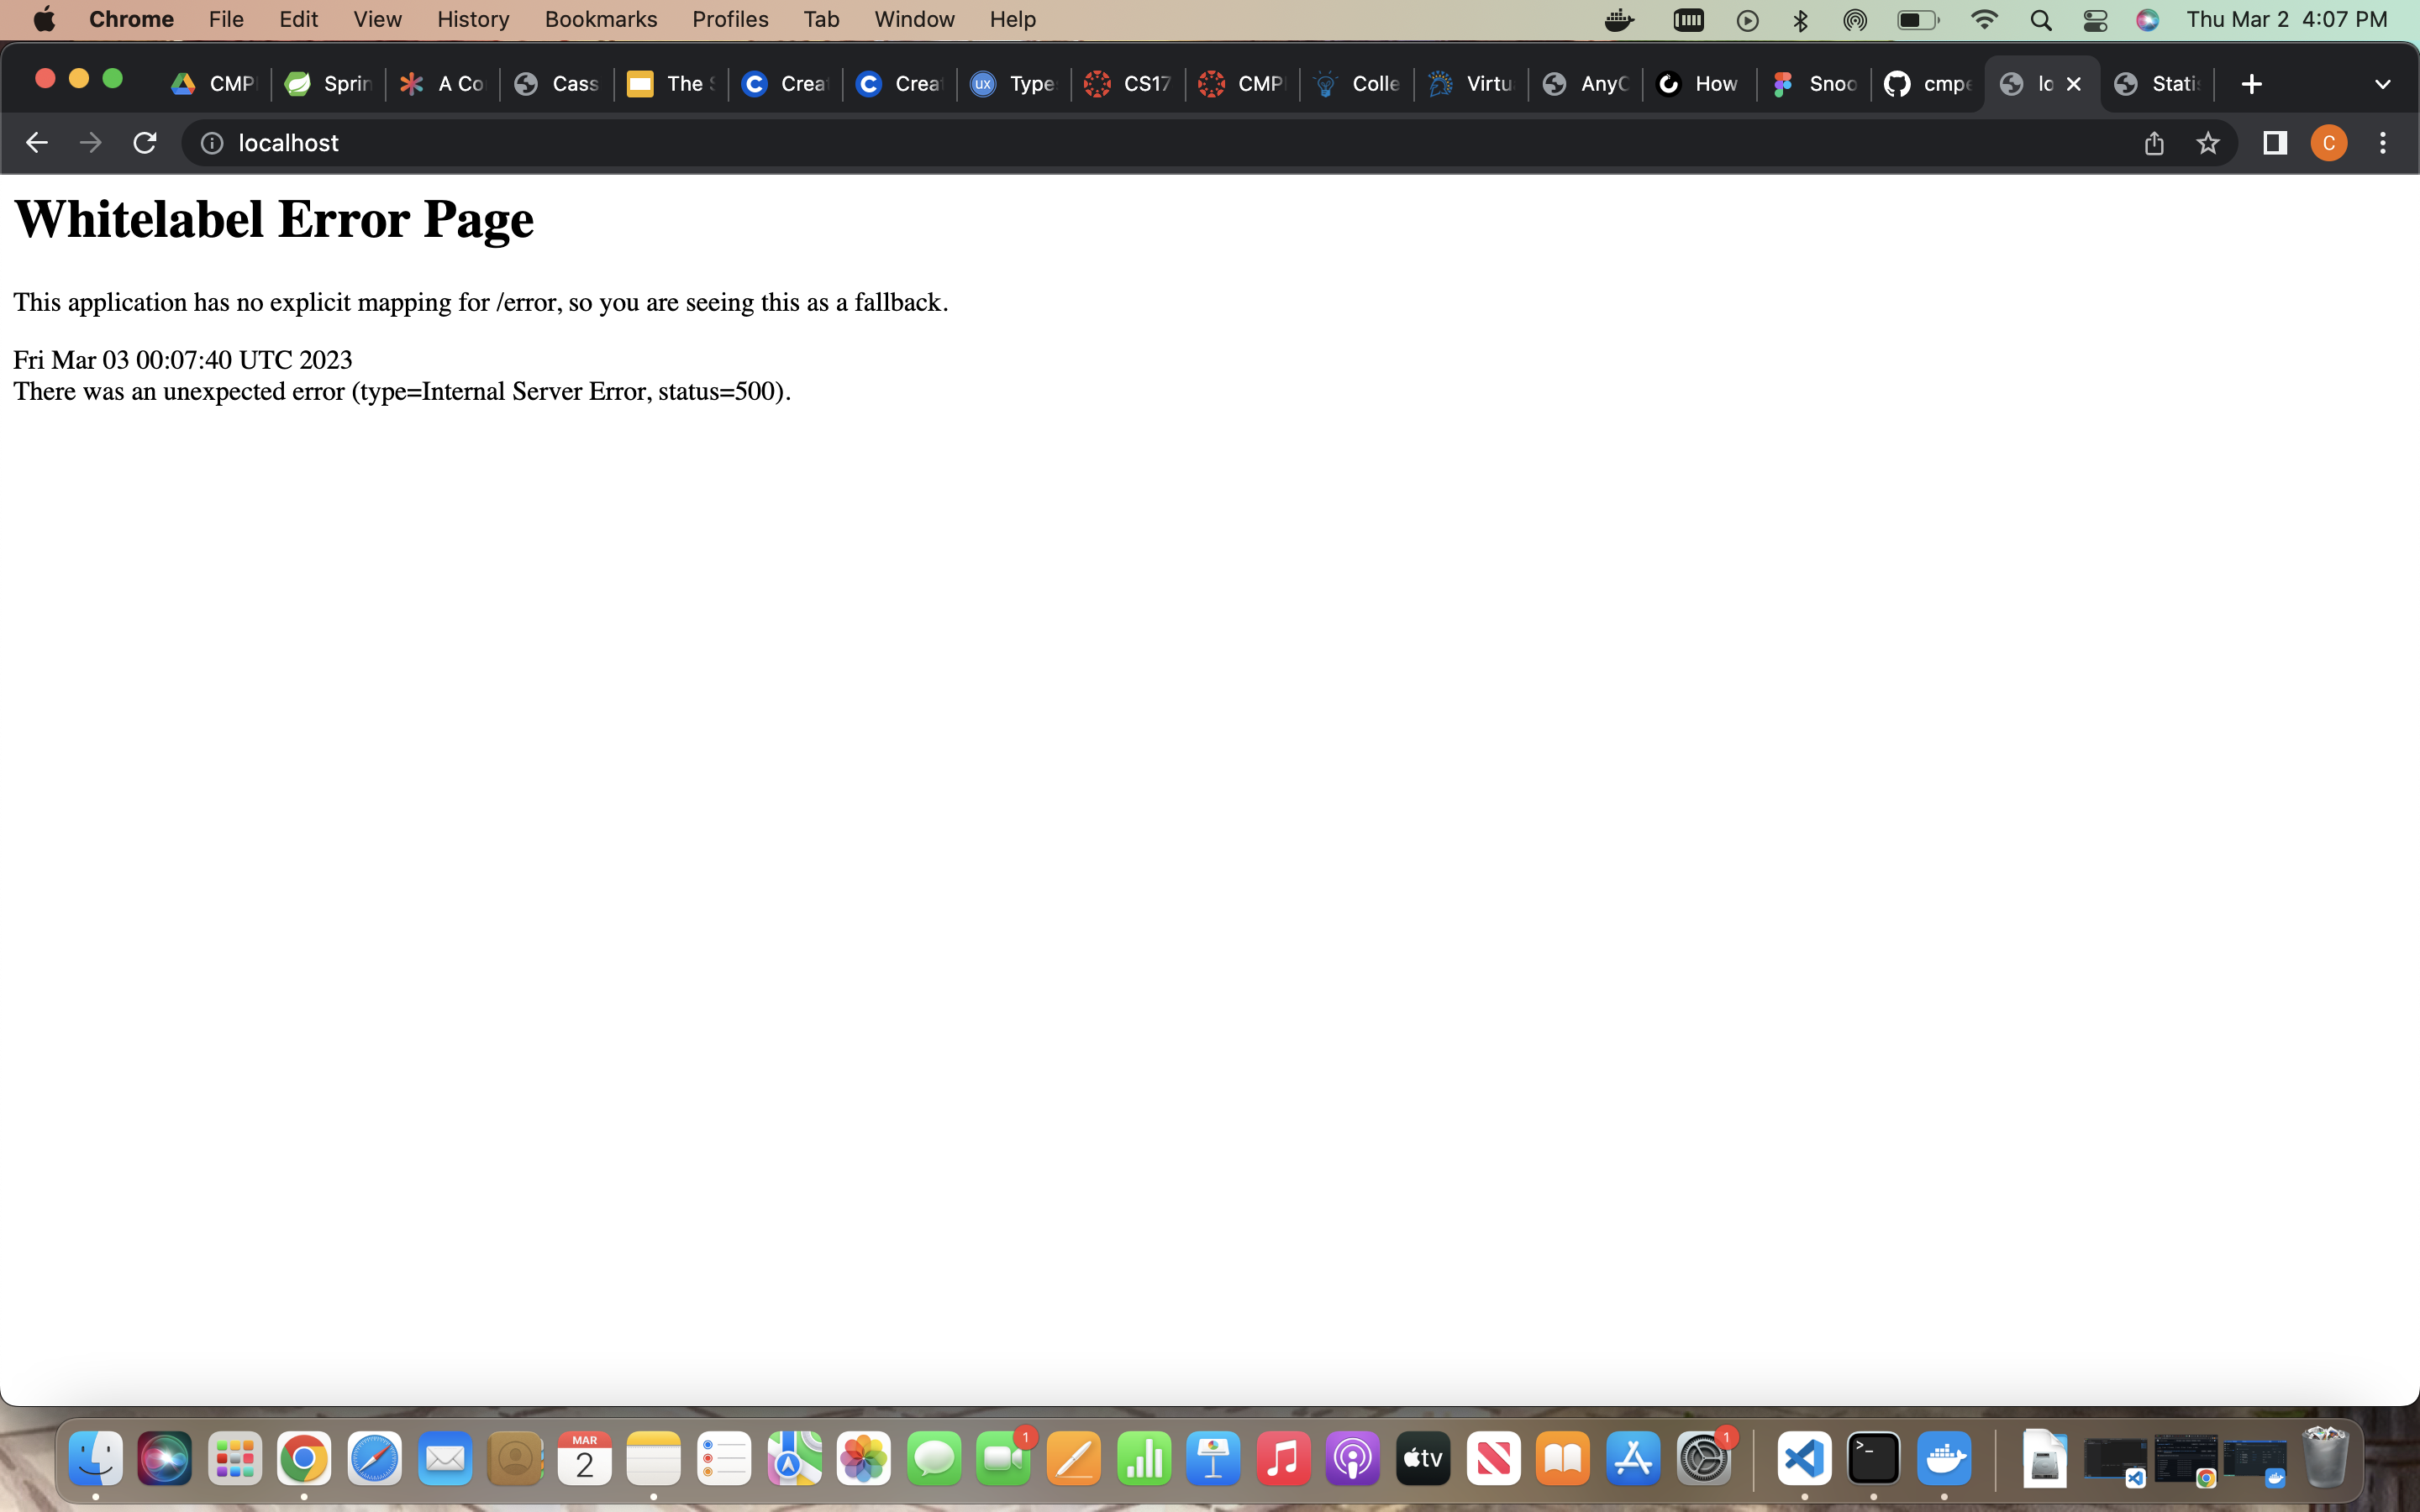 Chrome File Edit View History Bookmarks Profiles Tab Window Help Thu Mar 2 4:07 PM
CMP Sprin A Co Cass The S Crea Crea Type CS17 CMP Colle Virtu AnyC How Snoo cmpe lo Stati
localhost C
Whitelabel Error Page
This application has no explicit mapping for /error, so you are seeing this as a fallback.
Fri Mar 03 00:07:40 UTC 2023
There was an unexpected error (type=Internal Server Error, status=500).
MAR 1 tv 1
2